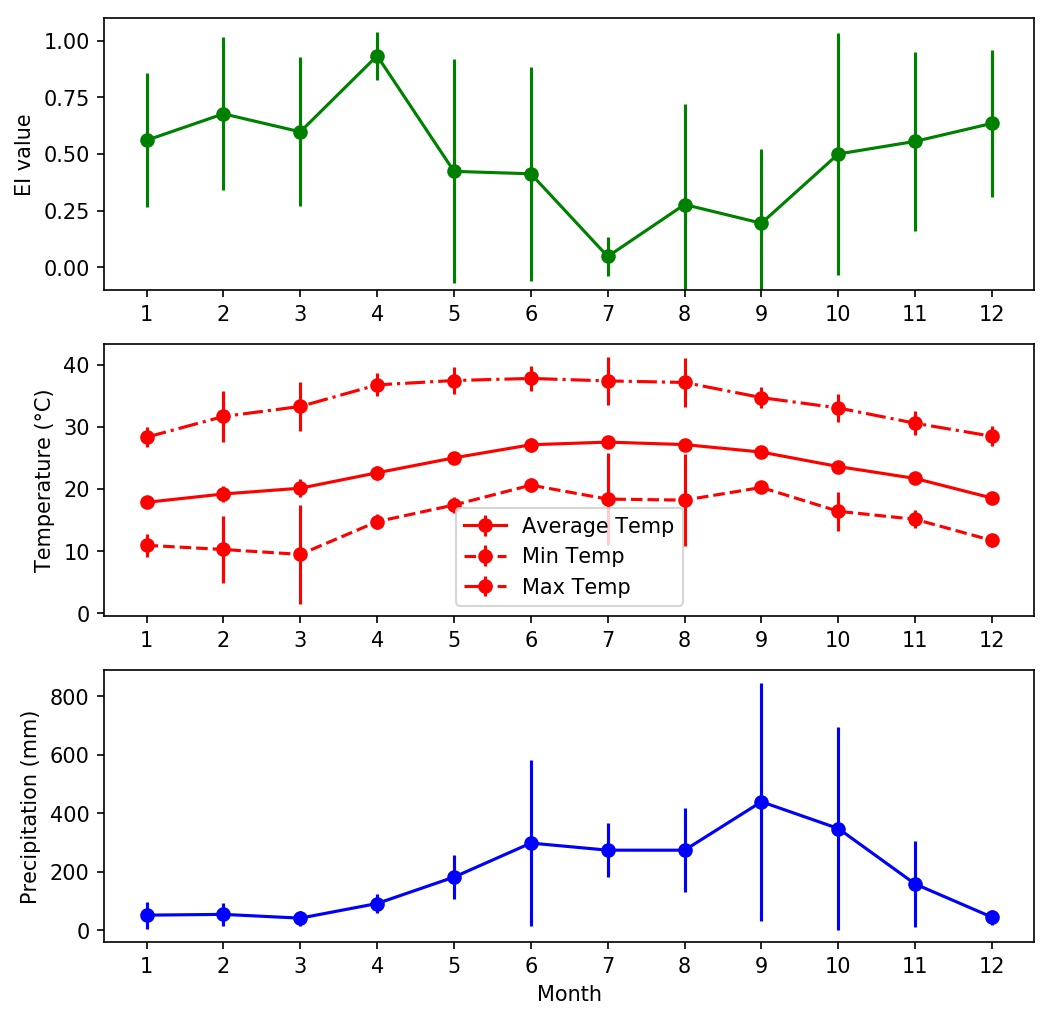 EI value
1.00
0.75
0.50
0.25
0.00
1 2 3 4 5 6 7 8 9 10 11 12
Temperature (°C)
40
30
20
10
0
Average Temp
Min Temp
Max Temp
1 2 3 4 5 6 7 8 9 10 11 12
Precipitation (mm)
800
600
400
200
0
1 2 3 4 5 6 7 8 9 10 11 12
Month